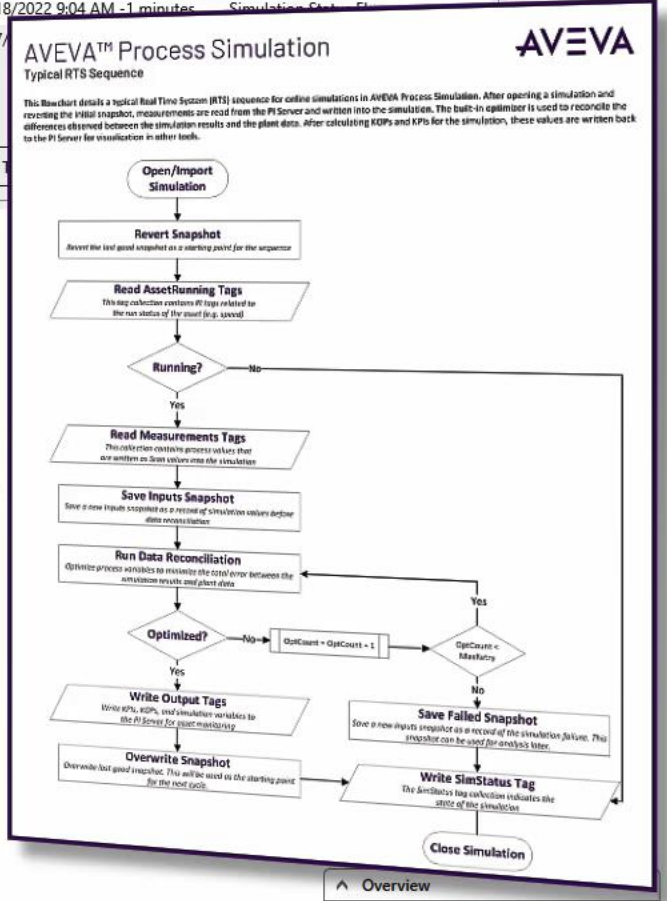 8/2022 9:04 AM -1 minutes
AVEVA™ Process Simulation
AVEVA
Typical RTS Sequence
This flowchart details a typical Real Time System (RTS) sequence for online simulations in AVEVA Process Simulation. After opening a simulation and
reverting the initial snapshot, measurements are read from the PI Server and written into the simulation. The built-in optimizer is used to reconcile the
differences observed between the simulation results and the plant data. After calculating KOPs and KPIs for the simulation, these values are written back
to the PI Server for visualization in other tools.
Open/Import
Simulation
Revert Snapshot
Revert the last good snapshot as a starting point for the sequence
Read AssetRunning Tags
This tag collection contains PI tags related to
the run status of the asset (e.g. speed)
Running?
No
Yes
Read Measurements Tags
This collection contains process values that
are written as Scan values into the simulation
Save Inputs Snapshot
Save a new inputs snapshot as a record of simulation values before
data reconciliation
Run Data Reconciliation
Optimize process variables to minimize the total error between the
simulation results and plant data
Yes
Optimized?
No
OptCount = OptCount + 1
OptCount <
MaxRetry
Yes
No
Write Output Tags
Write KPIs, KOPs, and simulation variables to
the PI Server for asset monitoring
Save Failed Snapshot
Save a new inputs snapshot as a record of the simulation failure. This
snapshot can be used for analysis later.
Overwrite Snapshot
Overwrite last good snapshot. This will be used as the starting point
for the next cycle.
Write SimStatus Tag
The SimStatus tag collection indicates the
state of the simulation
Close Simulation
Overview